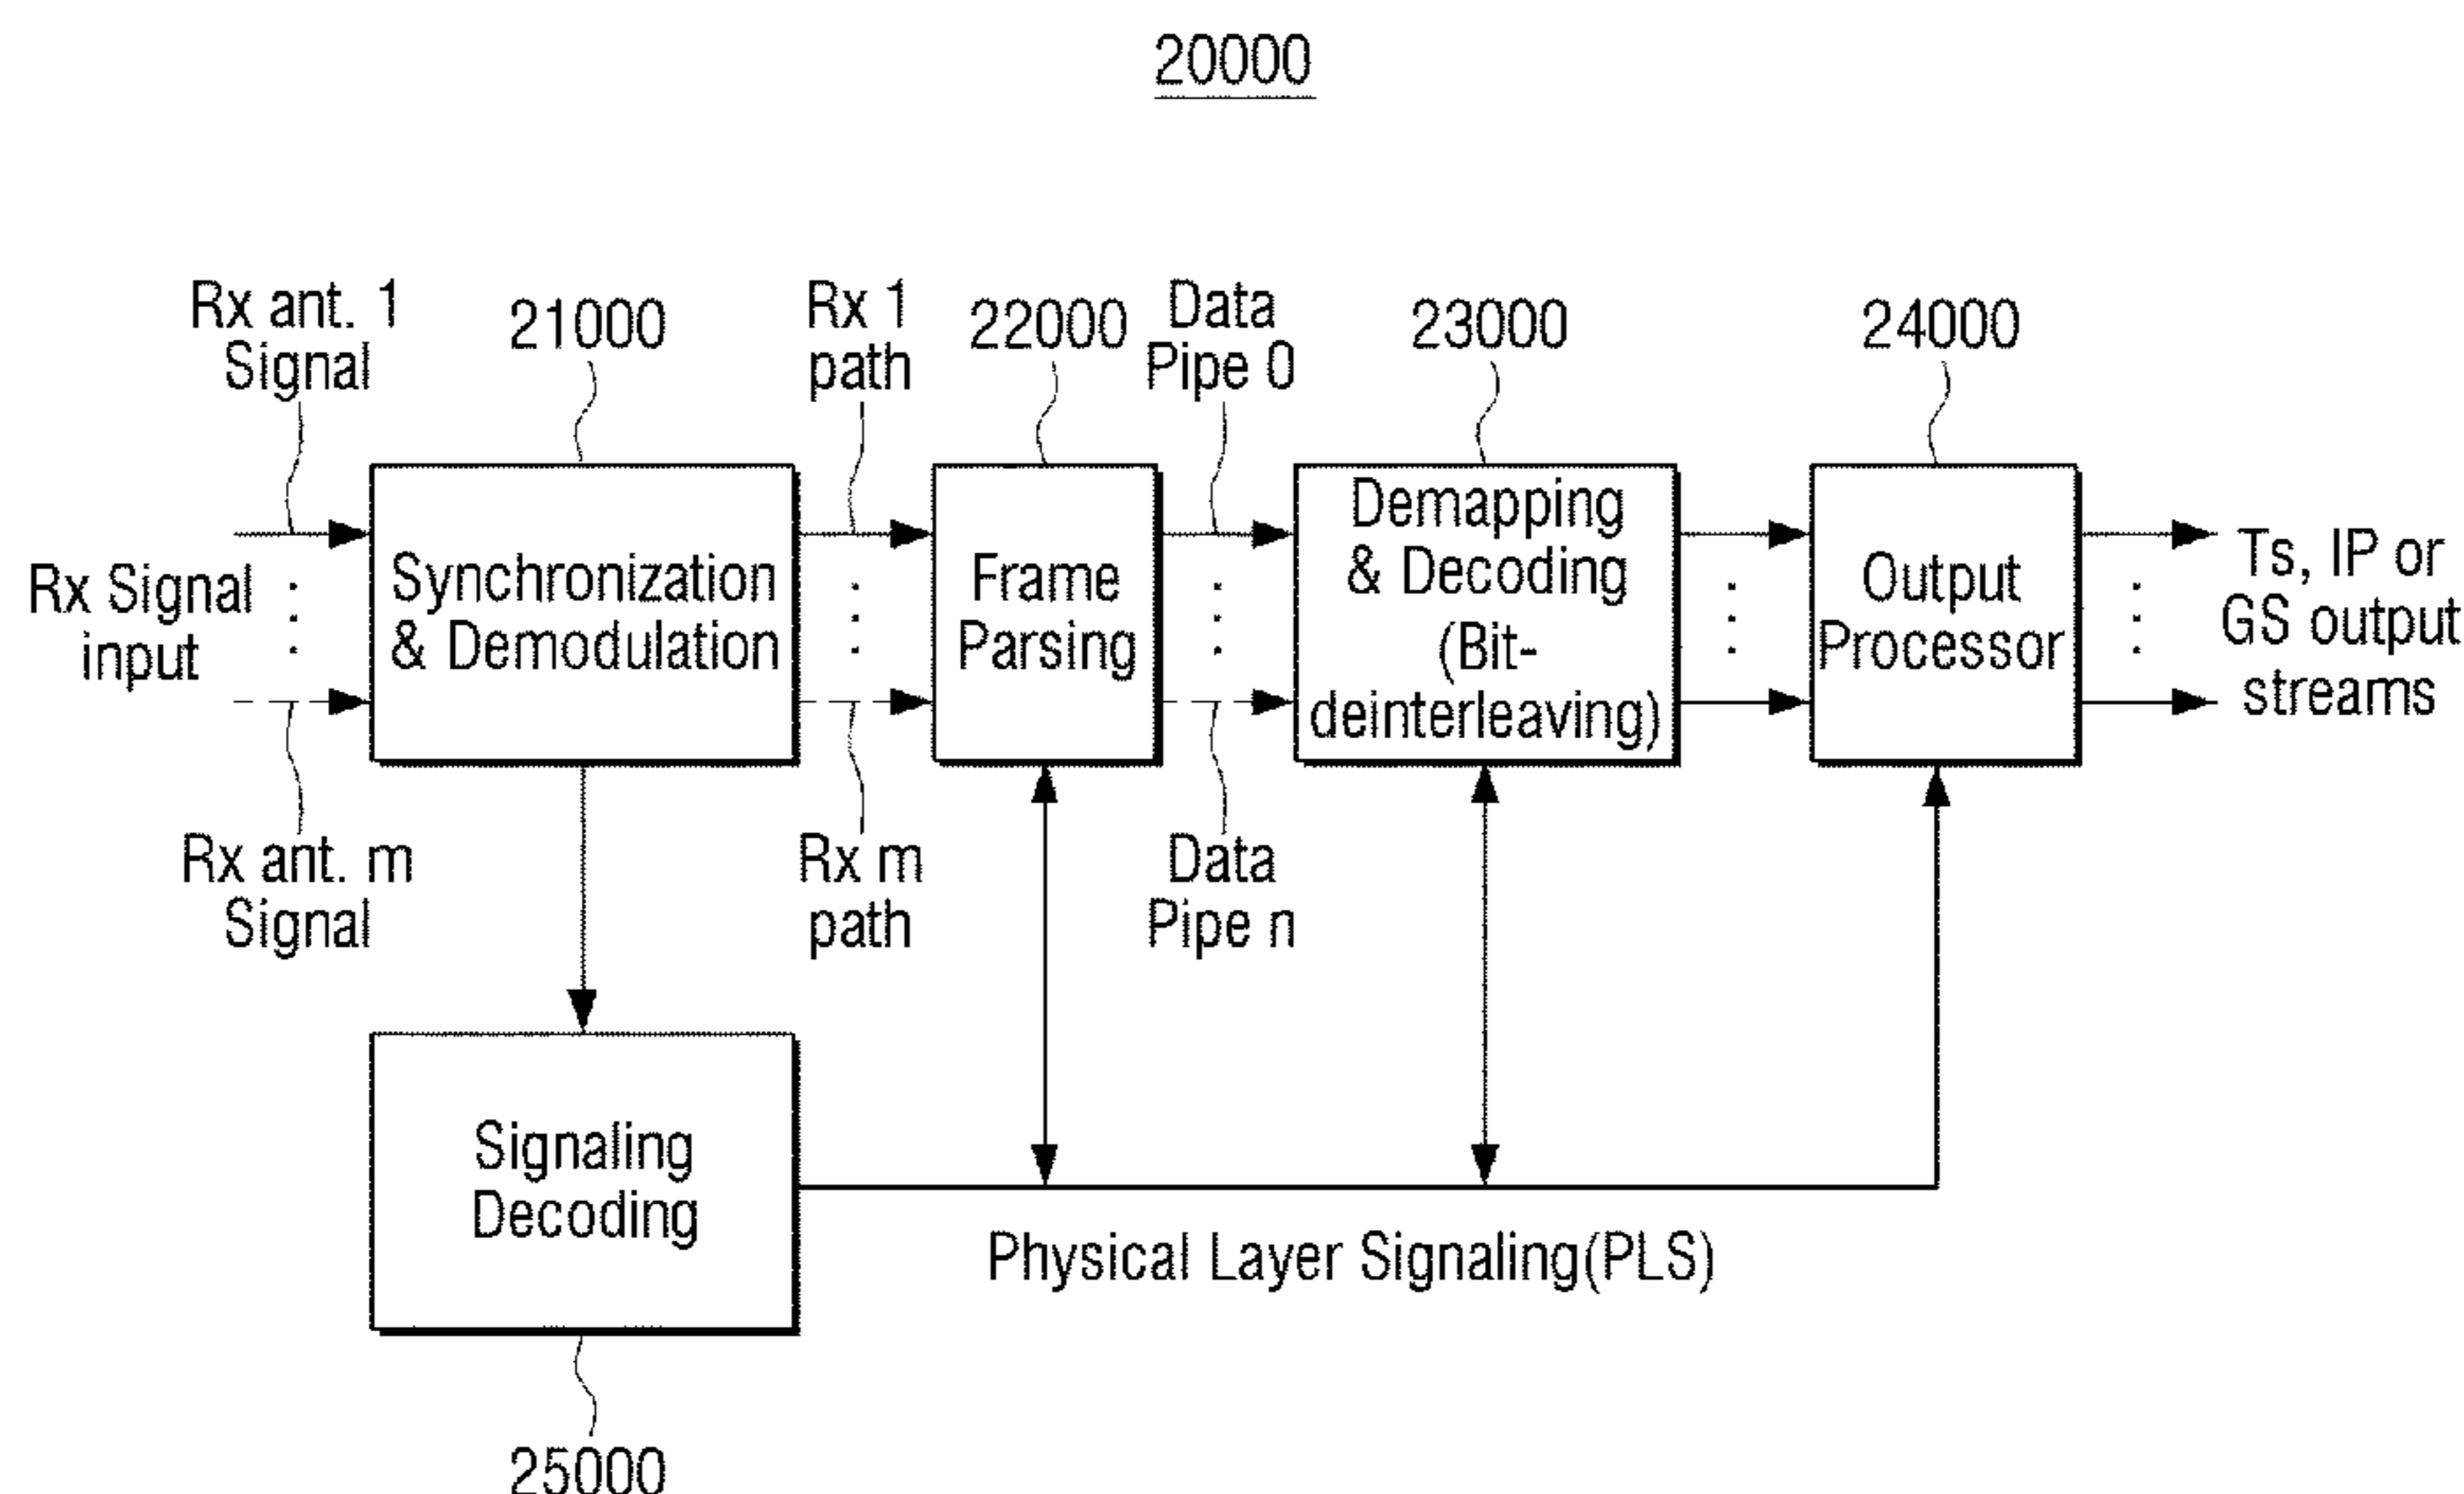 20000
Rx ant. 1
Signal
21000
Rx 1
path
22000
Data
Pipe 0
23000
24000
Rx Signal
input
Synchronization
& Demodulation
Frame
Parsing
Demapping
& Decoding
(Bit-
deinterleaving)
Output
Processor
Ts, IP or
GS output
streams
Rx ant. m
Signal
Rx m
path
Data
Pipe n
Signaling
Decoding
Physical Layer Signaling(PLS)
25000